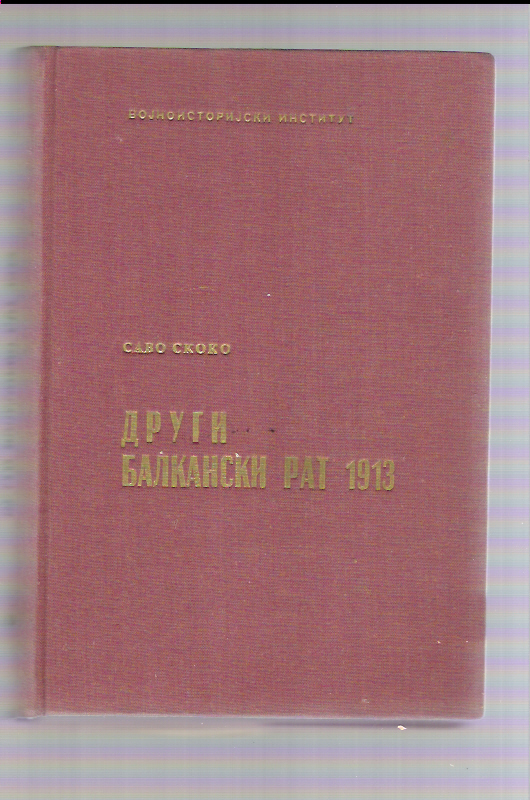 ВОЈНОИСТОРИЈСКИ ИНСТИТУТ
САВО СКОКО
ДРУГИ
БАЛКАНСКИ РАТ 1913